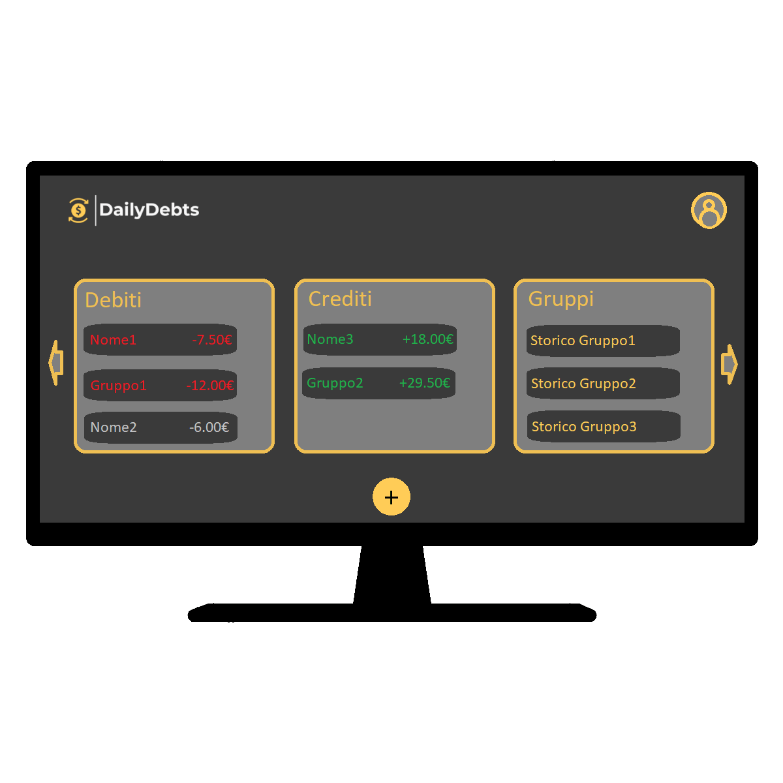 DailyDebts
Debiti
Nome1 -7.50€
Gruppo1 -12.00€
Nome2 -6.00€
Crediti
Nome3 +18.00€
Gruppo2 +29.50€
Gruppi
Storico Gruppo1
Storico Gruppo2
Storico Gruppo3
+